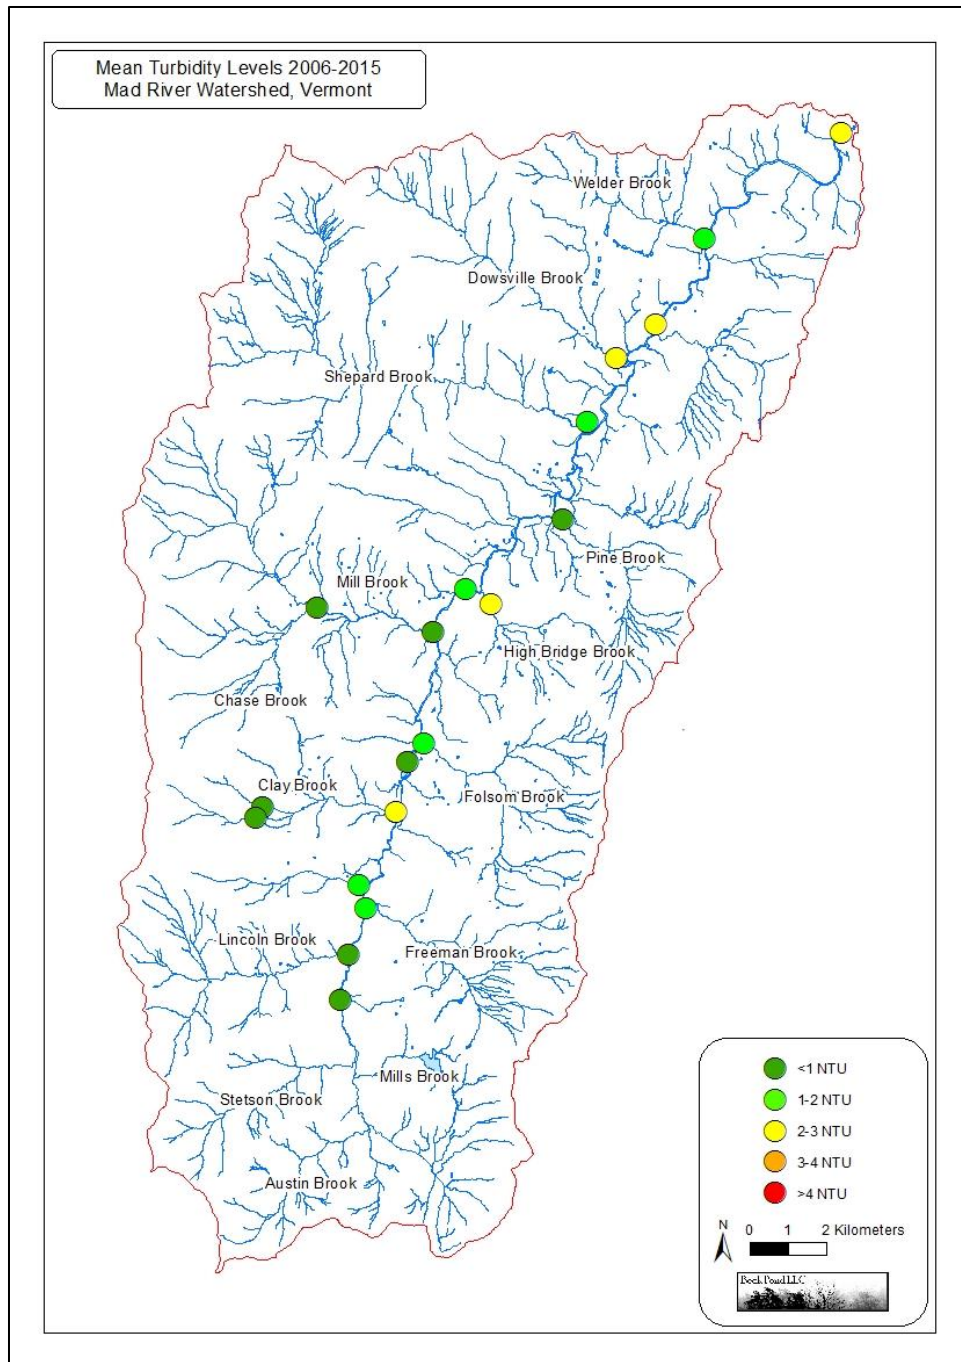 Mean Turbidity Levels 2006-2015
Mad River Watershed, Vermont
Welder Brook
Dowsville Brook
Shepard Brook
Pine Brook
Mill Brook
High Bridge Brook
Chase Brook
Clay Brook
Folsom Brook
Lincoln Brook
Freeman Brook
Mills Brook
Stetson Brook
Austin Brook
<1 NTU
1-2 NTU
2-3 NTU
3-4 NTU
>4 NTU
N
0 1 2 Kilometers
Beck Pond LLC